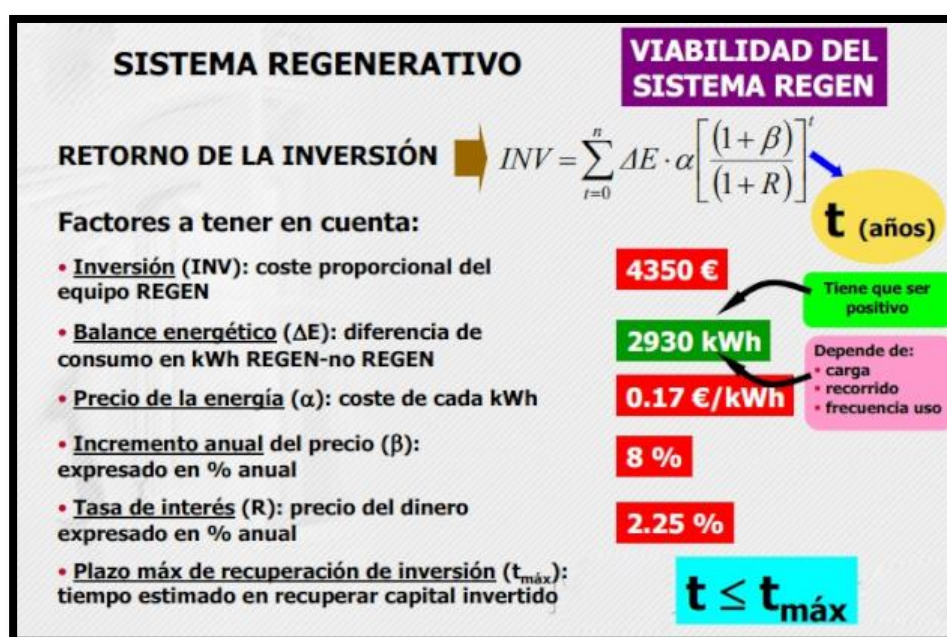 SISTEMA REGENERATIVO
VIABILIDAD DEL
SISTEMA REGEN
RETORNO DE LA INVERSIÓN
INV = \sum_{t=0}^{n} ΔE · α [ (1 + β) / (1 + R) ]^t
t (años)
Factores a tener en cuenta:
• Inversión (INV): coste proporcional del
equipo REGEN
4350 €
Tiene que ser
positivo
• Balance energético (ΔE): diferencia de
consumo en kWh REGEN-no REGEN
2930 kWh
Depende de:
• carga
• recorrido
• frecuencia uso
• Precio de la energía (α): coste de cada kWh
0.17 €/kWh
• Incremento anual del precio (β):
expresado en % anual
8 %
• Tasa de interés (R): precio del dinero
expresado en % anual
2.25 %
• Plazo máx de recuperación de inversión (tmáx):
tiempo estimado en recuperar capital invertido
t ≤ tmáx